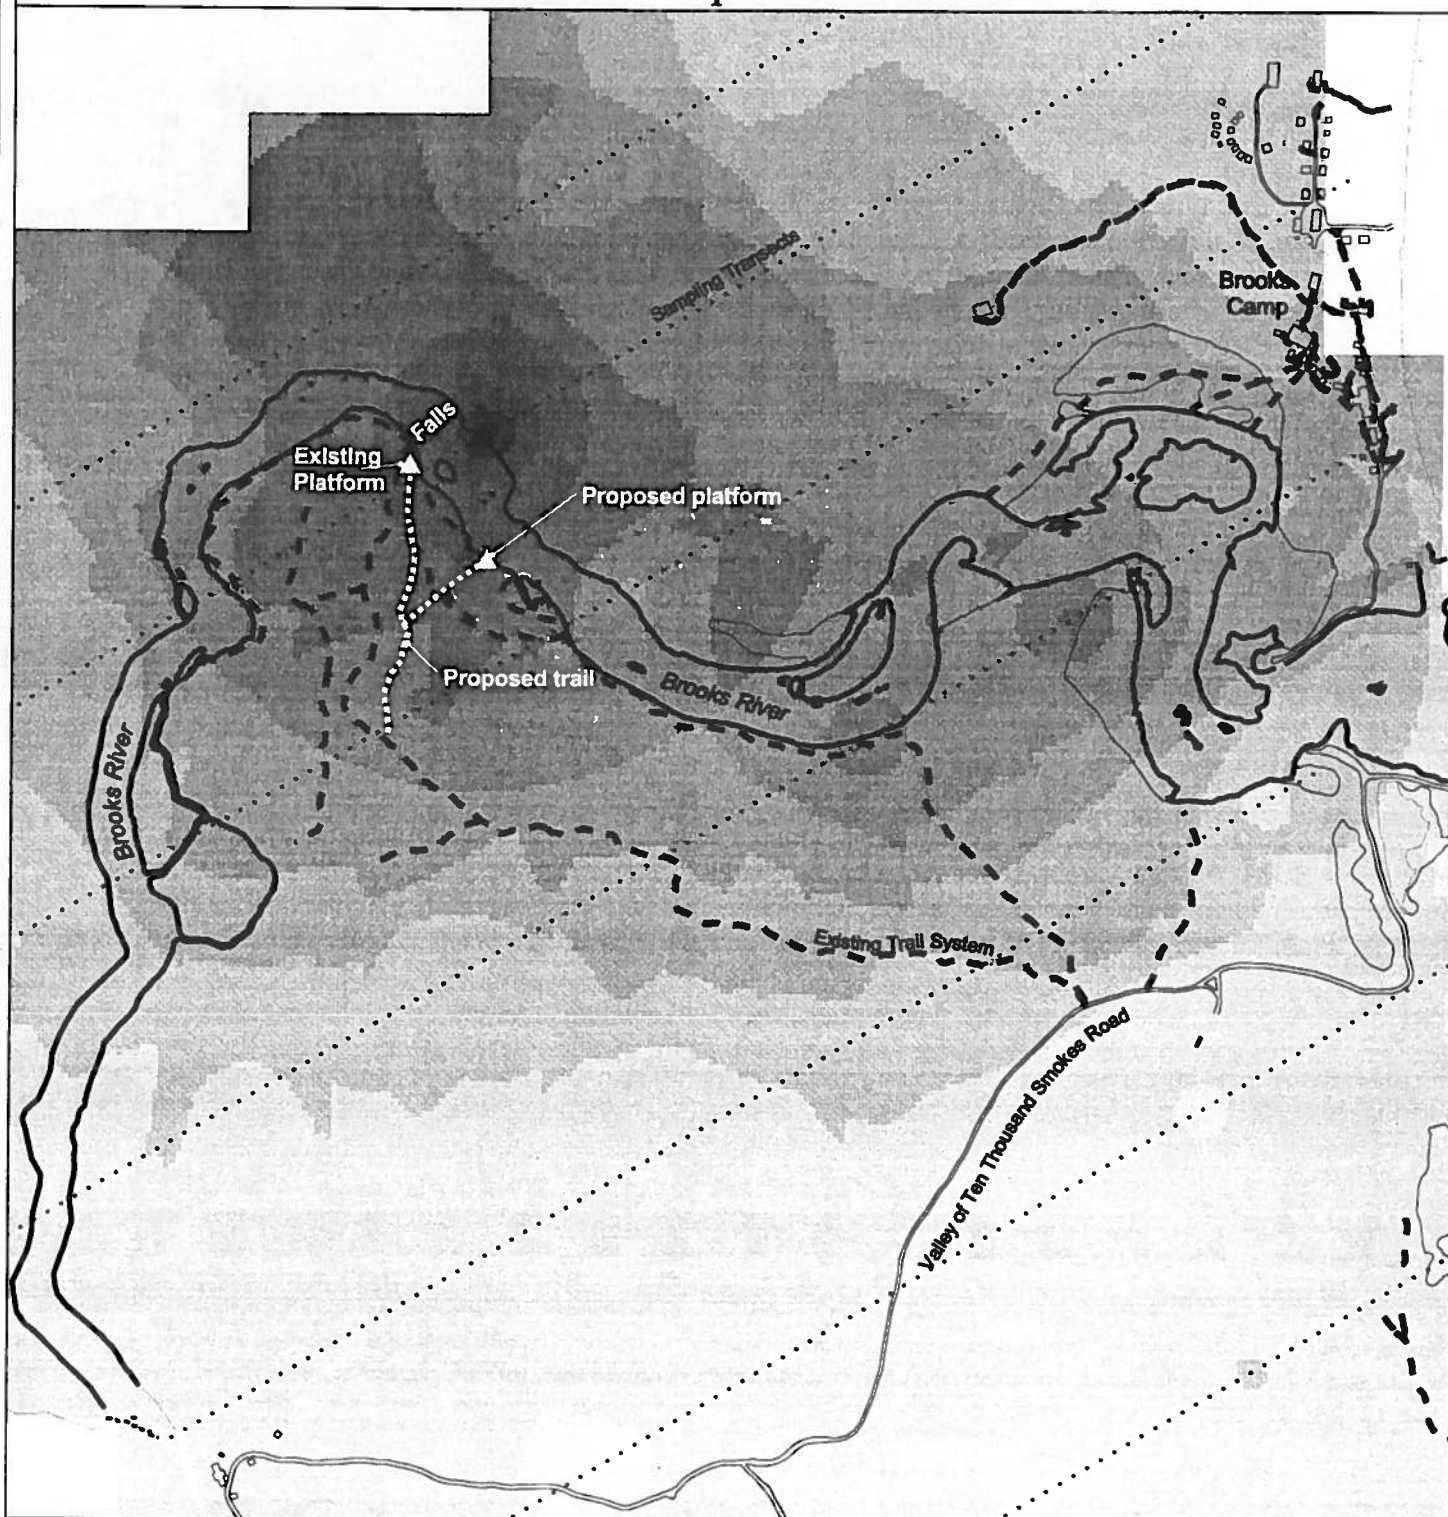 Sampling Transects
Brooks
Camp
Falls
Existing
Platform
Proposed platform
Proposed trail
Brooks River
Brooks River
Existing Trail System
Valley of Ten Thousand Smokes Road